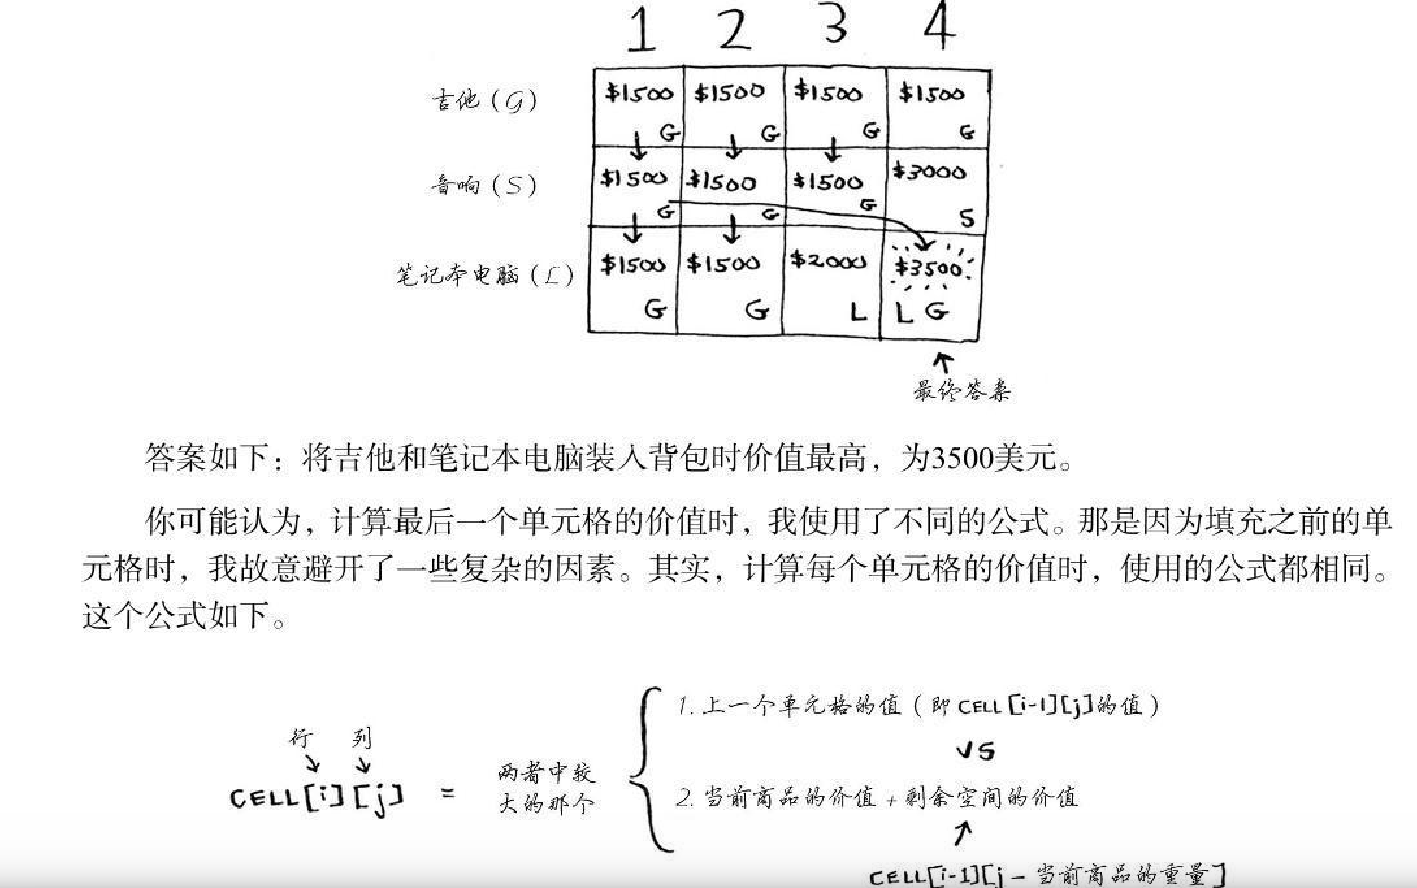 1 2 3 4
吉他（G） $1500 G $1500 G $1500 G $1500 G
音响（S） $1500 G $1500 G $1500 G $3000 S
笔记本电脑（L） $1500 G $1500 G $2000 L $3500 L G
最终答案
答案如下：将吉他和笔记本电脑装入背包时价值最高，为3500美元。
你可能认为，计算最后一个单元格的价值时，我使用了不同的公式。那是因为填充之前的单
元格时，我故意避开了一些复杂的因素。其实，计算每个单元格的价值时，使用的公式都相同。
这个公式如下。
行 列
CELL[i][j] = 两者中较
大的那个
1. 上一个单元格的值（即CELL[i-1][j]的值）
VS
2. 当前商品的价值 + 剩余空间的价值
CELL[i-1][j - 当前商品的重量]